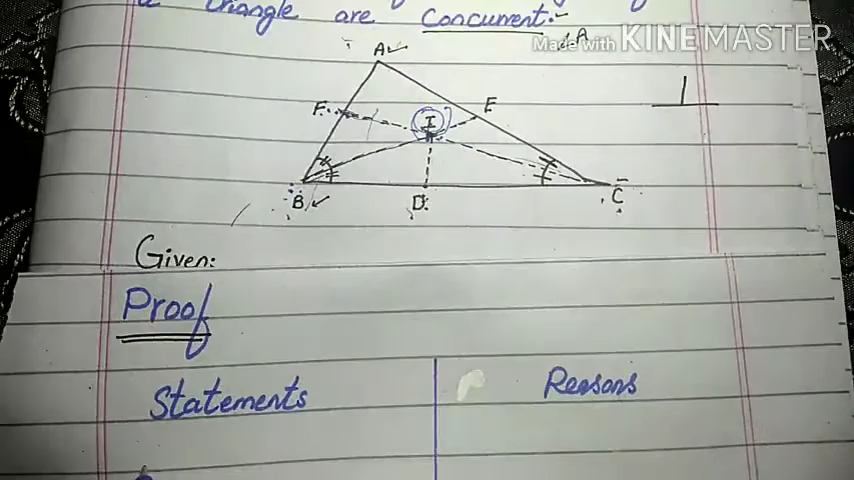 triangle are Concurrent.
Made with KINEMASTER
A
A
F
E
I
1
B
D
C
Given:
Proof
Statements
Reasons